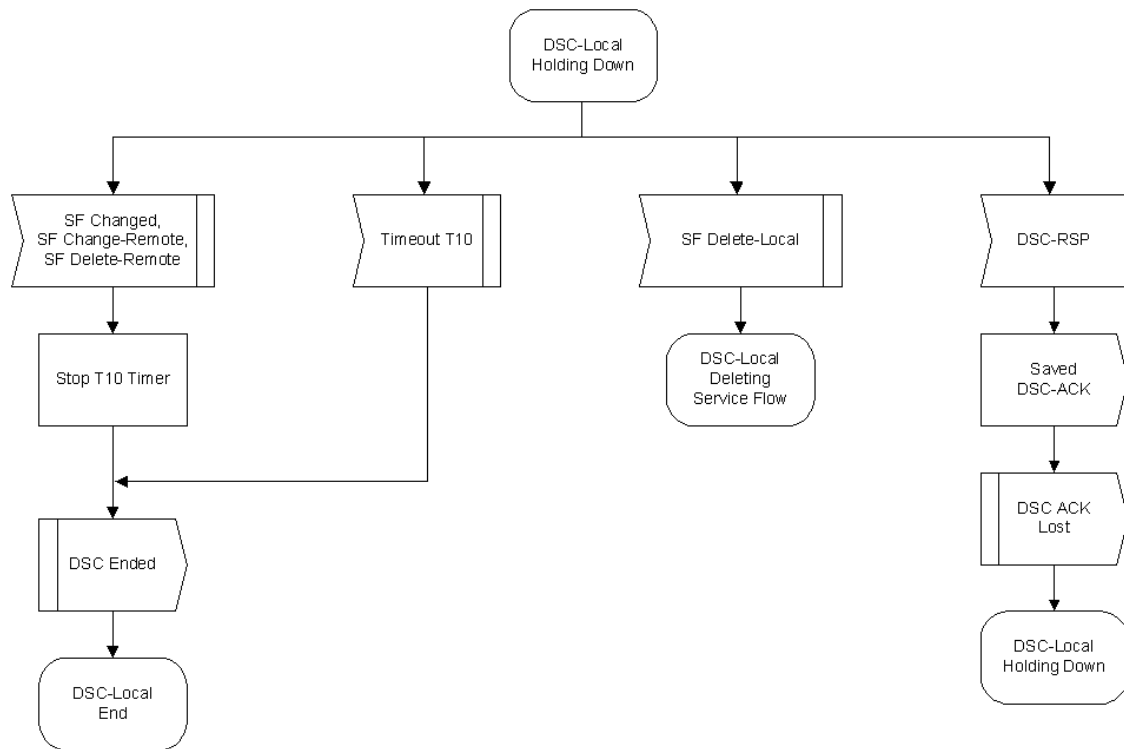 DSC-Local
Holding Down
SF Changed,
SF Change-Remote,
SF Delete-Remote
Timeout T10
SF Delete-Local
DSC-RSP
Stop T10 Timer
DSC-Local
Deleting
Service Flow
Saved
DSC-ACK
DSC Ended
DSC ACK
Lost
DSC-Local
End
DSC-Local
Holding Down